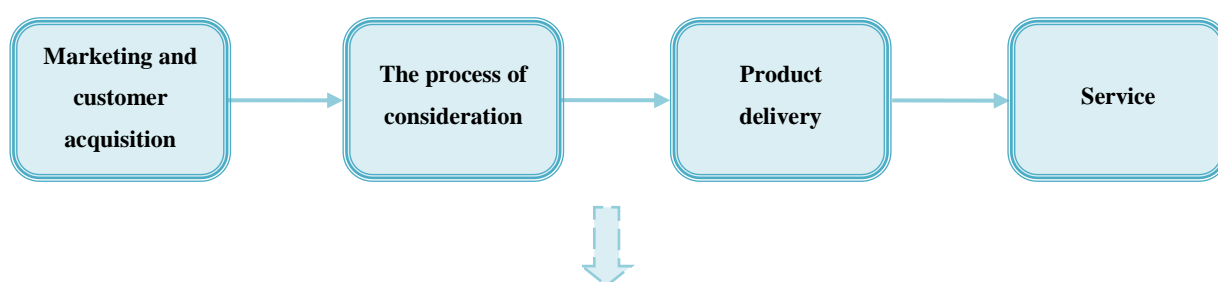 Marketing and
customer
acquisition
The process of
consideration
Product
delivery
Service